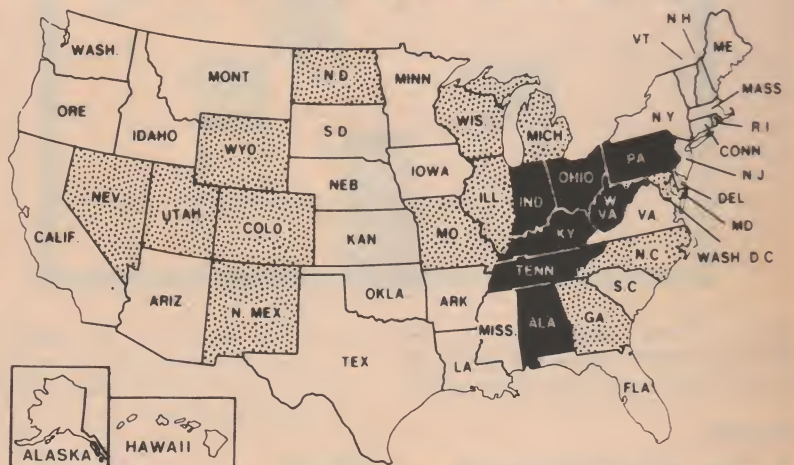 WASH.
MONT
N.D
MINN
VT
N H
ME
MASS
ORE
IDAHO
WYO
S D
WIS.
MICH
N Y
R I
CONN
N J
NEV.
UTAH
COLO
NEB
IOWA
ILL.
IND
OHIO
PA
DEL
MD
CALIF.
KAN
MO.
KY
W
VA
VA.
WASH D C
ARIZ
N. MEX
OKLA
ARK
TENN
N C
S.C
TEX
LA
MISS.
ALA
GA
FLA
ALASKA
HAWAII